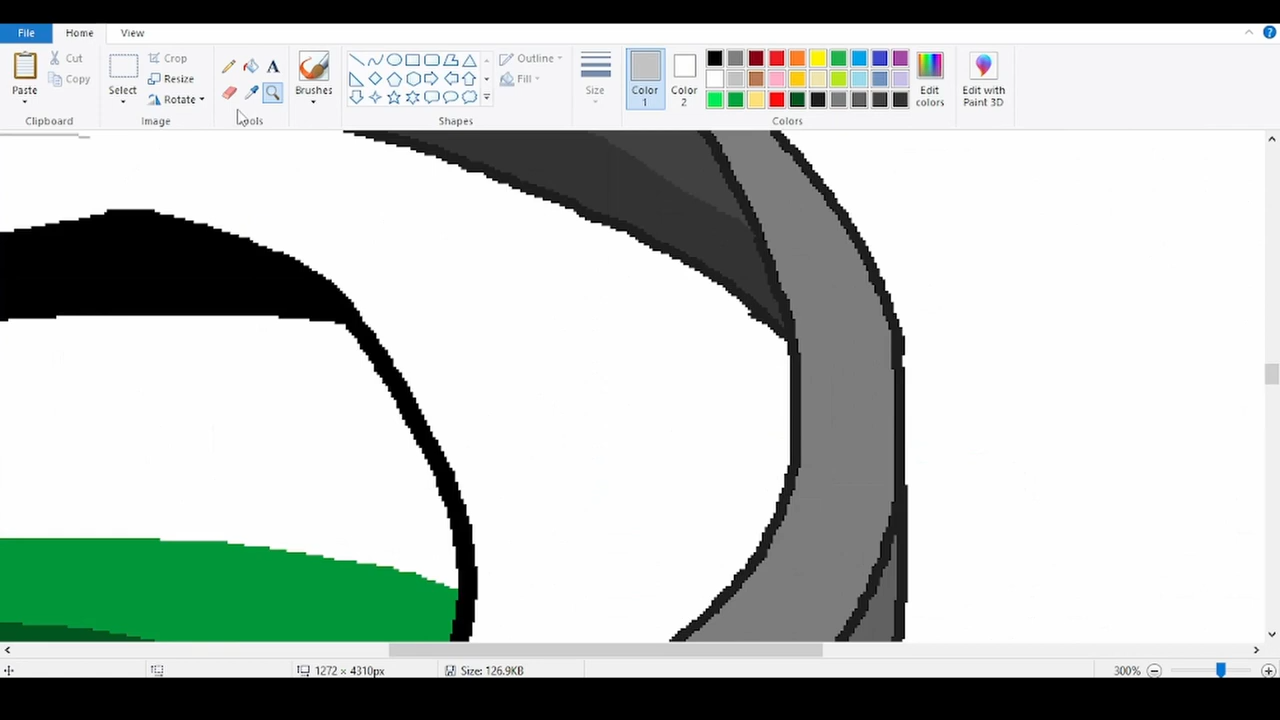 File Home View
Paste
Cut
Copy
Clipboard
Select
Crop
Resize
Rotate
Image
A
Brushes
Outline
Fill
Shapes
Size
Color 1
Color 2
Edit colors
Colors
Edit with Paint 3D
1272 × 4310px
Size: 126.9KB
300%